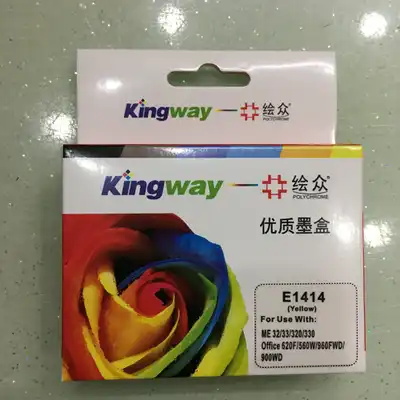 Kingway 绘众®
POLYCHROME
Kingway 绘众®
POLYCHROME
优质墨盒
E1414
(Yellow)
For Use With:
ME 32/33/320/330
Office 620F/560W/960FWD/
900WD